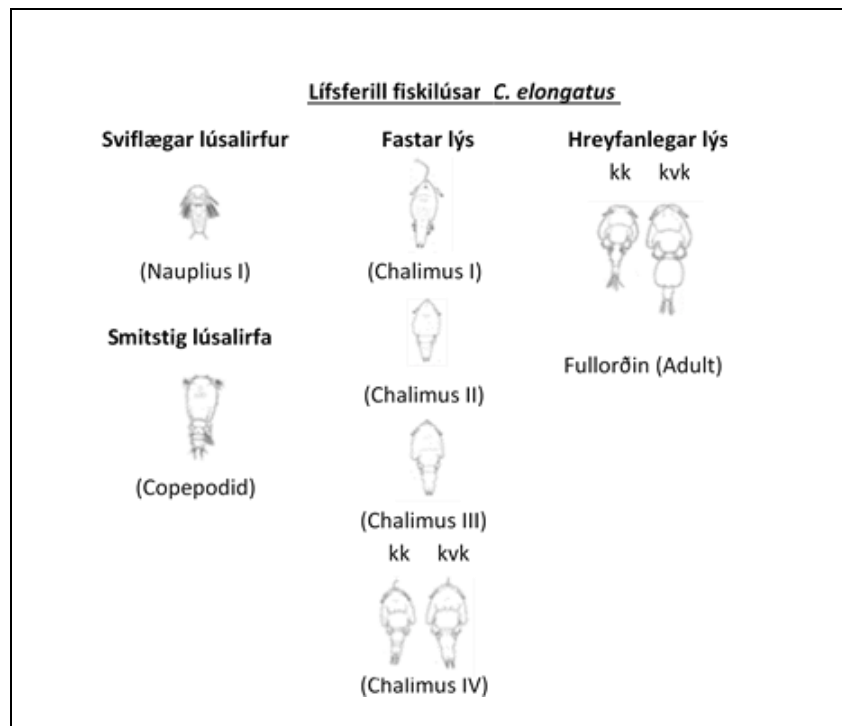 Lífsferill fiskilúsar C. elongatus
Sviflægar lúsalirfur
(Nauplius I)
Smitstig lúsalirfa
(Copepodid)
Fastar lýs
(Chalimus I)
(Chalimus II)
(Chalimus III)
kk kvk
(Chalimus IV)
Hreyfanlegar lýs
kk kvk
Fullorðin (Adult)